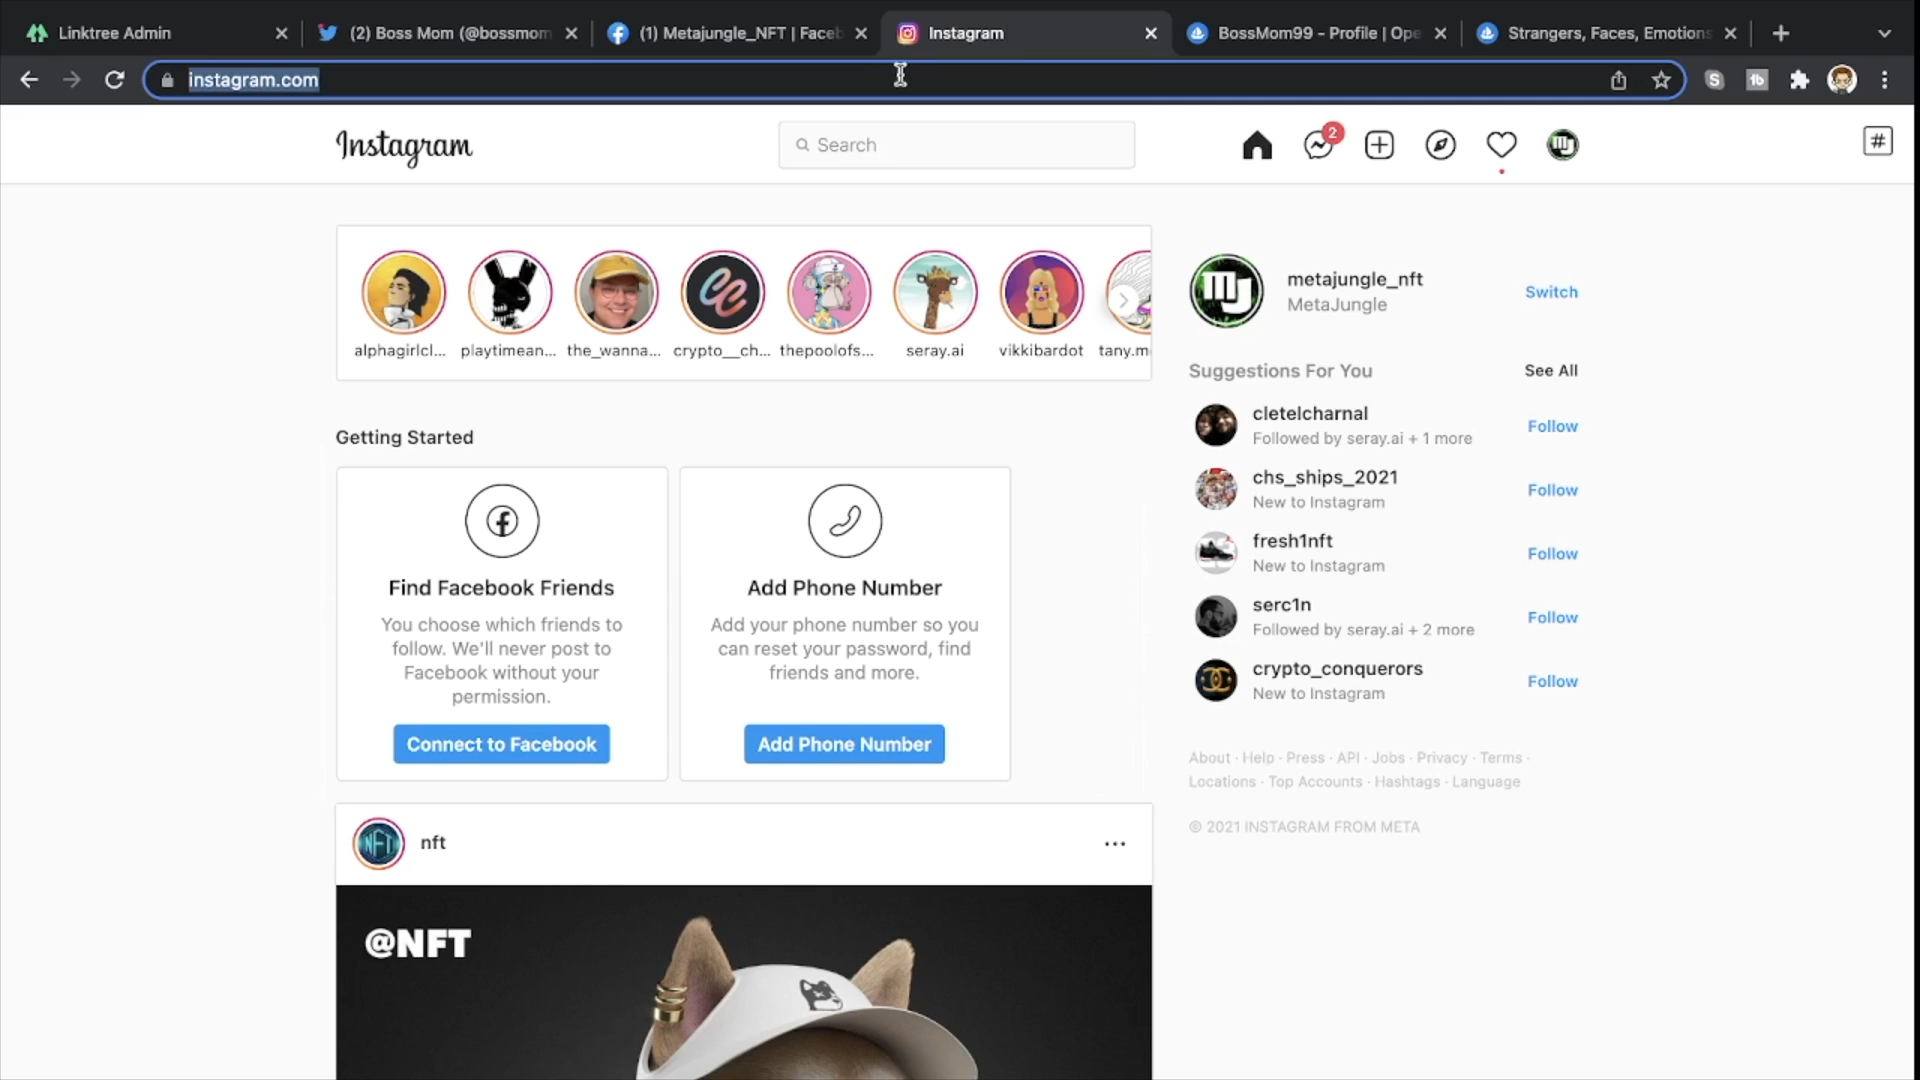 Linktree Admin
(2) Boss Mom (@bossmom
(1) Metajungle_NFT | Faceb
Instagram
BossMom99 - Profile | Ope
Strangers, Faces, Emotions
instagram.com
Instagram
Search
2
#
alphagirlcl...
playtimean...
the_wanna...
crypto__ch...
thepoolofs...
seray.ai
vikkibardot
tany.m
metajungle_nft
MetaJungle
Switch
Suggestions For You
See All
cletelcharnal
Followed by seray.ai + 1 more
Follow
chs_ships_2021
New to Instagram
Follow
fresh1nft
New to Instagram
Follow
serc1n
Followed by seray.ai + 2 more
Follow
crypto_conquerors
New to Instagram
Follow
About · Help · Press · API · Jobs · Privacy · Terms ·
Locations · Top Accounts · Hashtags · Language
© 2021 INSTAGRAM FROM META
Getting Started
Find Facebook Friends
You choose which friends to
follow. We'll never post to
Facebook without your
permission.
Connect to Facebook
Add Phone Number
Add your phone number so you
can reset your password, find
friends and more.
Add Phone Number
NFT
nft
@NFT